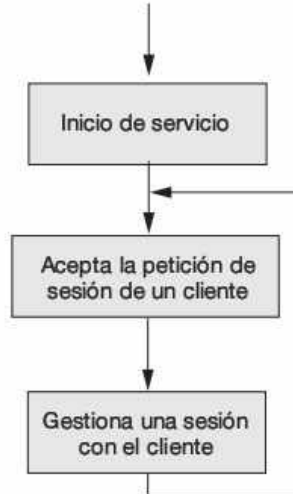 Inicio de servicio
Acepta la petición de
sesión de un cliente
Gestiona una sesión
con el cliente